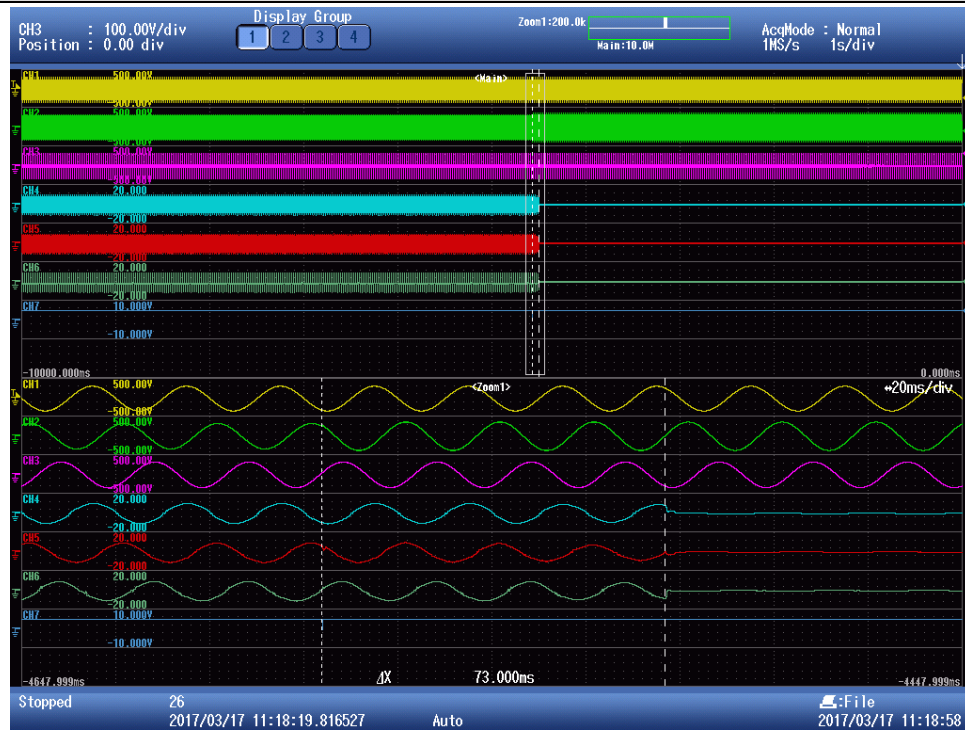 CH3 : 100.00V/div
Position : 0.00 div
Display Group
1 2 3 4
Zoom1:200.0k
Main:10.0M
AcqMode : Normal
1MS/s 1s/div
<Main>
CH1 500.00V
-500.00V
CH2 500.00V
-500.00V
CH3 500.00V
-500.00V
CH4 20.000
-20.000
CH5 20.000
-20.000
CH6 20.000
-20.000
CH7 10.000V
-10.000V
-10000.000ms 0.000ms
<Zoom1>
20ms/div
CH1 500.00V
-500.00V
CH2 500.00V
-500.00V
CH3 500.00V
-500.00V
CH4 20.000
-20.000
CH5 20.000
-20.000
CH6 20.000
-20.000
CH7 10.000V
-10.000V
ΔX 73.000ms
-4647.999ms -4447.999ms
Stopped 26
2017/03/17 11:18:19.816527 Auto
:File
2017/03/17 11:18:58